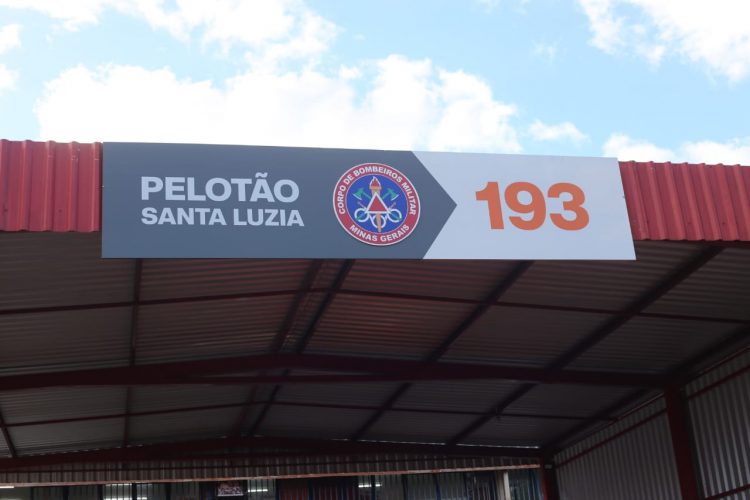 PELOTÃO
SANTA LUZIA
CORPO DE BOMBEIROS MILITAR
MINAS GERAIS
193